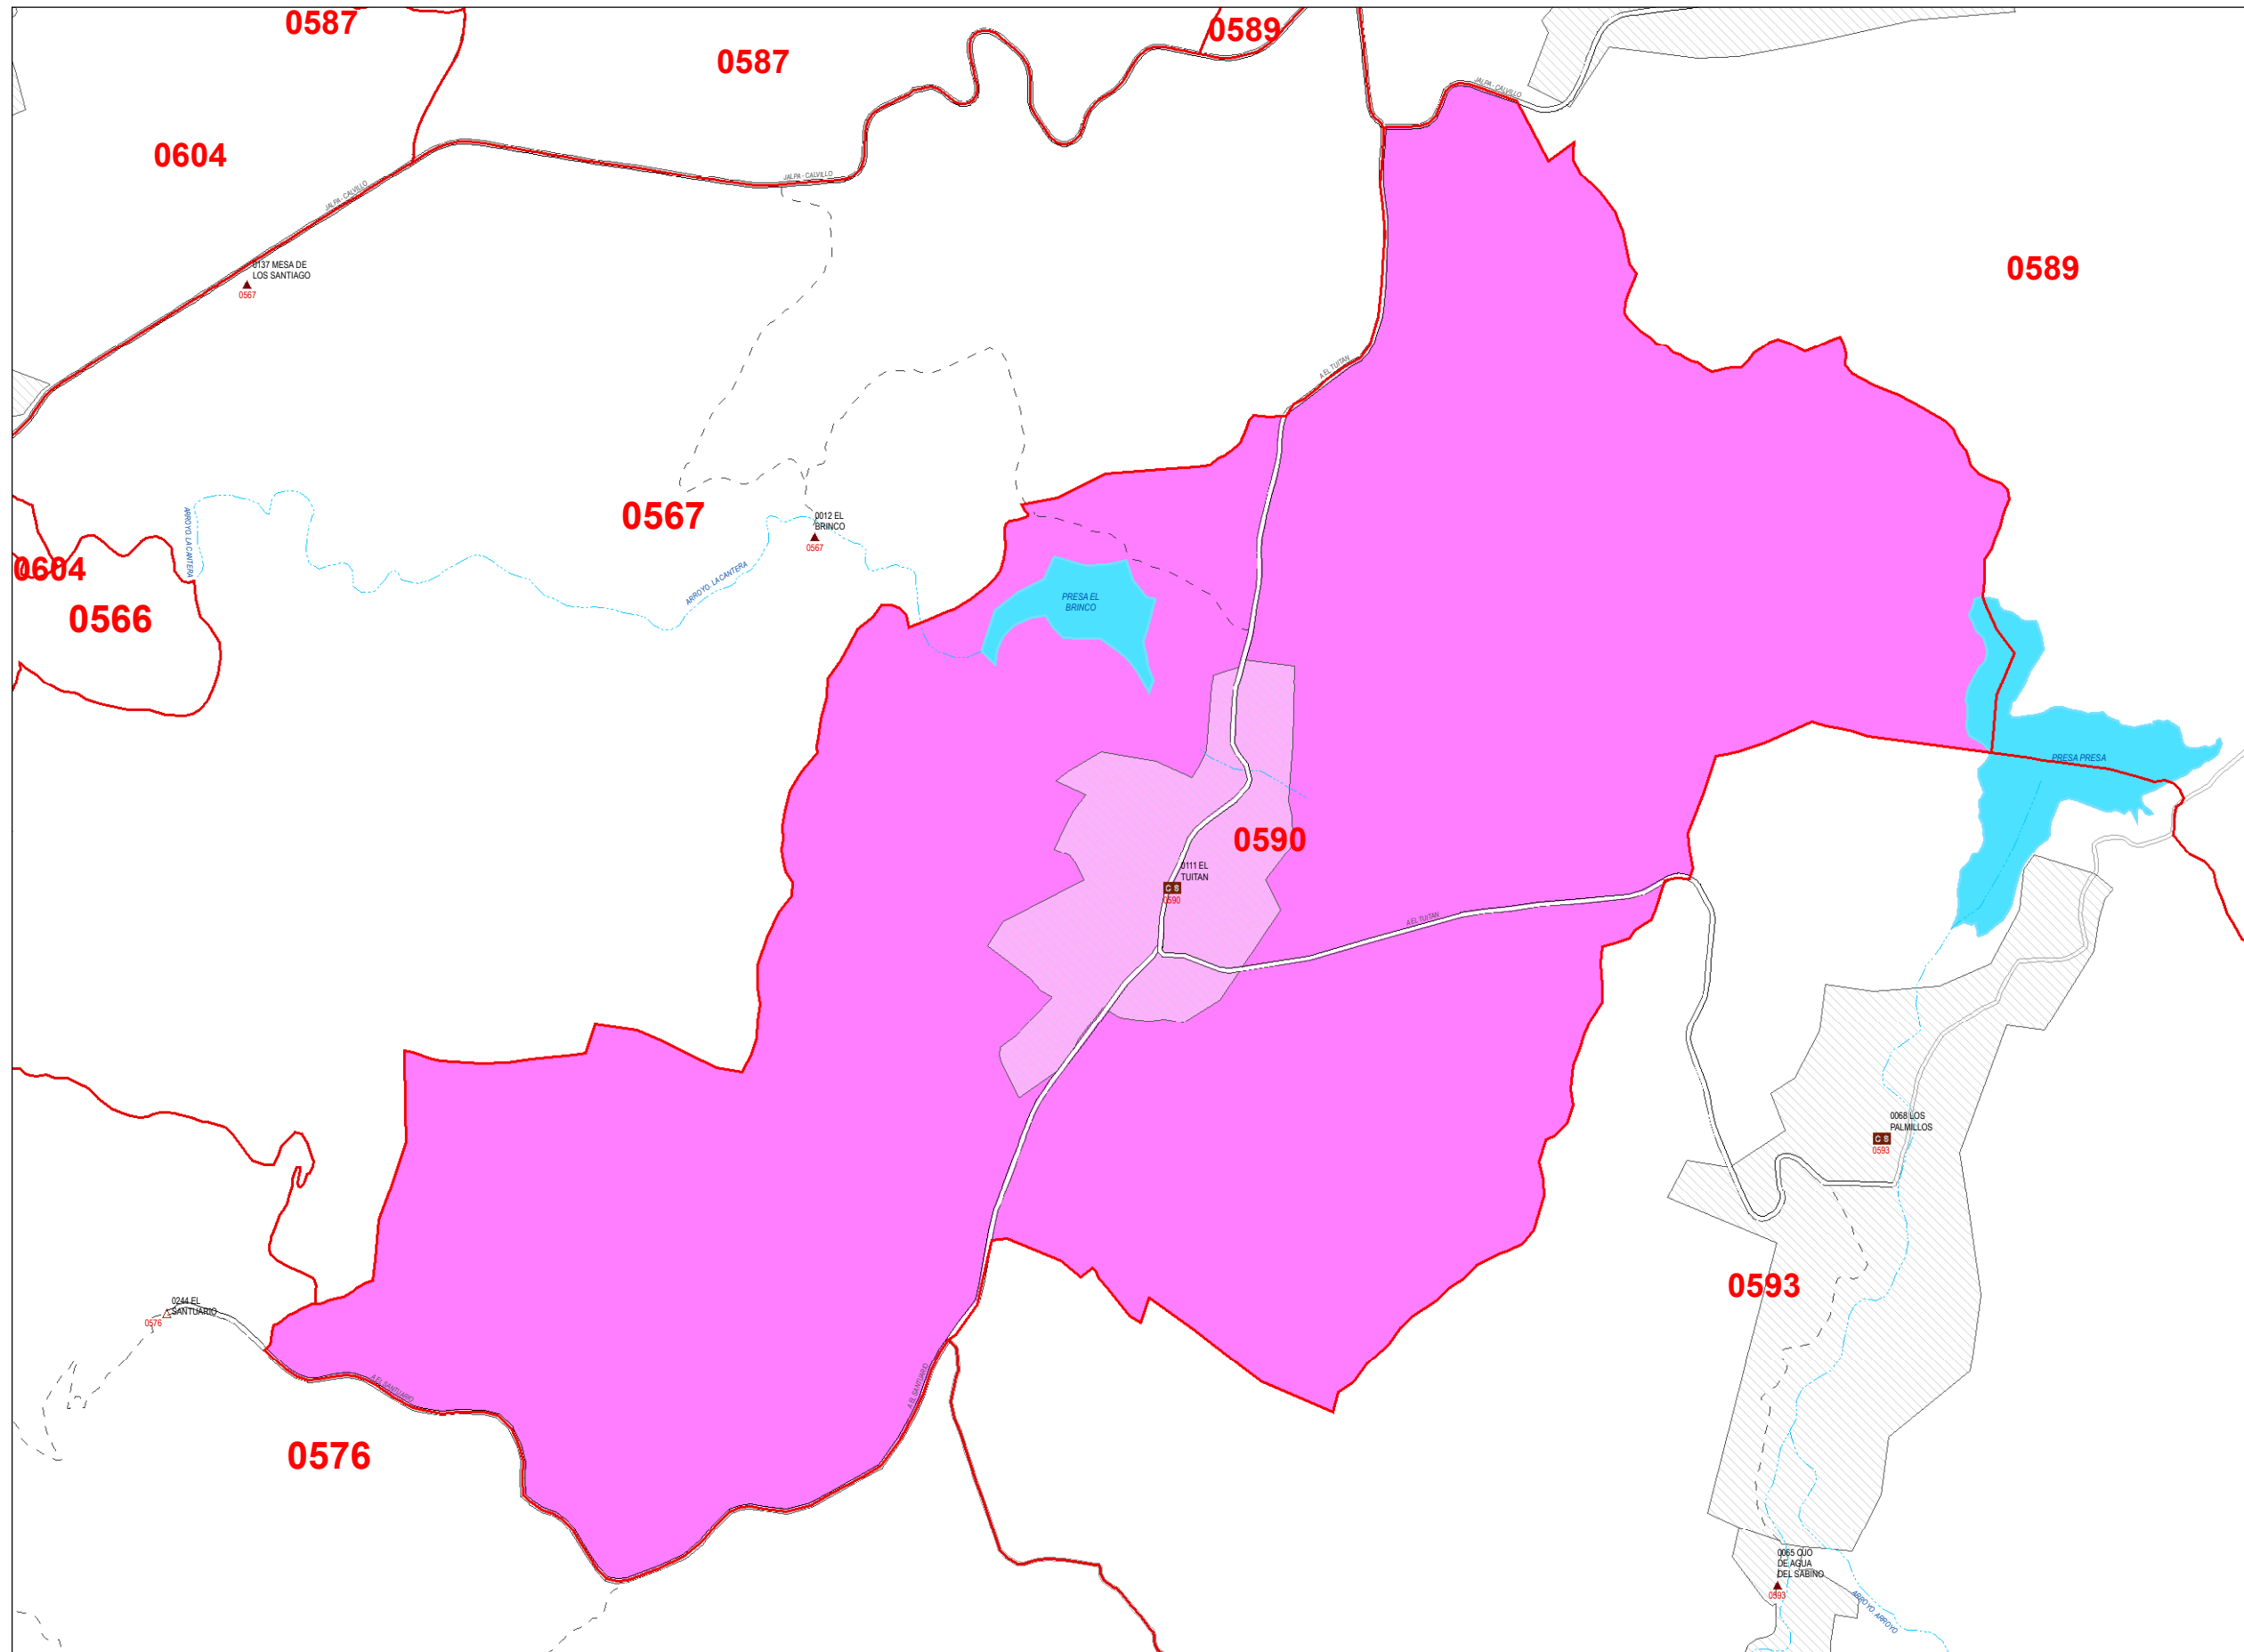 0587
0589
0587
JALPA - CALVILLO
0604
JALPA - CALVILLO
JALPA - CALVILLO
0137 MESA DE
LOS SANTIAGO
0567
0589
A EL TUITAN
0567
0012 EL
BRINCO
0567
ARROYO, LA CANTERA
ARROYO, LA CANTERA
0604
0566
PRESA EL
BRINCO
PRESA PRESA
0590
0111 EL
TUITAN
C S
0590
A EL TUITAN
0068 LOS
PALMILLOS
C S
0593
0593
0244 EL
SANTUARIO
0576
A EL SANTUARIO
A EL SANTUARIO
0576
0065 OJO
DE AGUA
DEL SABINO
0593
ARROYO ARROYO